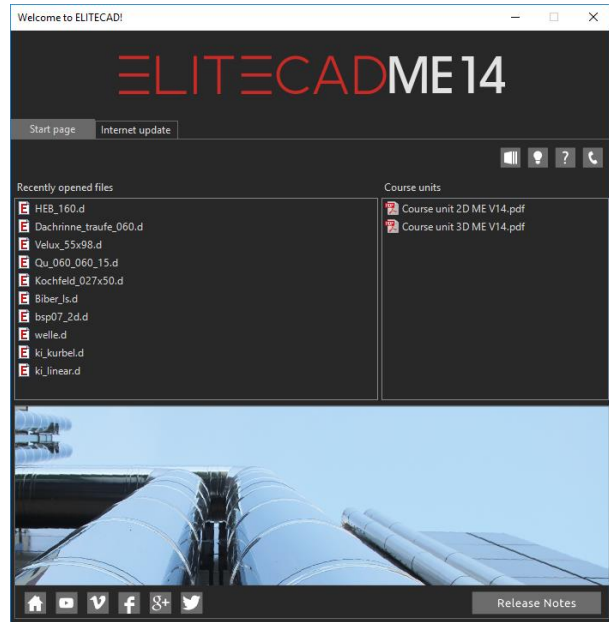 Welcome to ELITECAD!
ELITECADME14
Start page
Internet update
Recently opened files
HEB_160.d
Dachrinne_traufe_060.d
Velux_55x98.d
Qu_060_060_15.d
Kochfeld_027x50.d
Biber_ls.d
bsp07_2d.d
welle.d
ki_kurbel.d
ki_linear.d
Course units
Course unit 2D ME V14.pdf
Course unit 3D ME V14.pdf
Release Notes